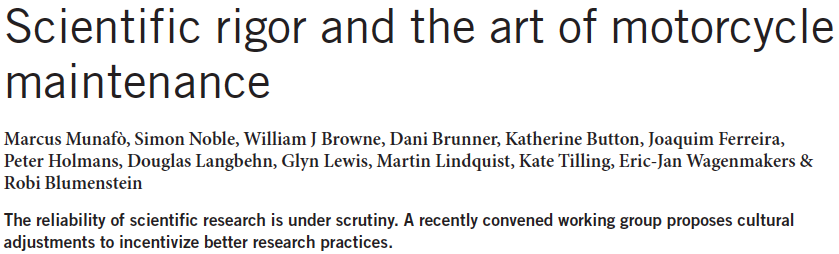 Scientific rigor and the art of motorcycle
maintenance
Marcus Munafò, Simon Noble, William J Browne, Dani Brunner, Katherine Button, Joaquim Ferreira,
Peter Holmans, Douglas Langbehn, Glyn Lewis, Martin Lindquist, Kate Tilling, Eric-Jan Wagenmakers &
Robi Blumenstein
The reliability of scientific research is under scrutiny. A recently convened working group proposes cultural
adjustments to incentivize better research practices.